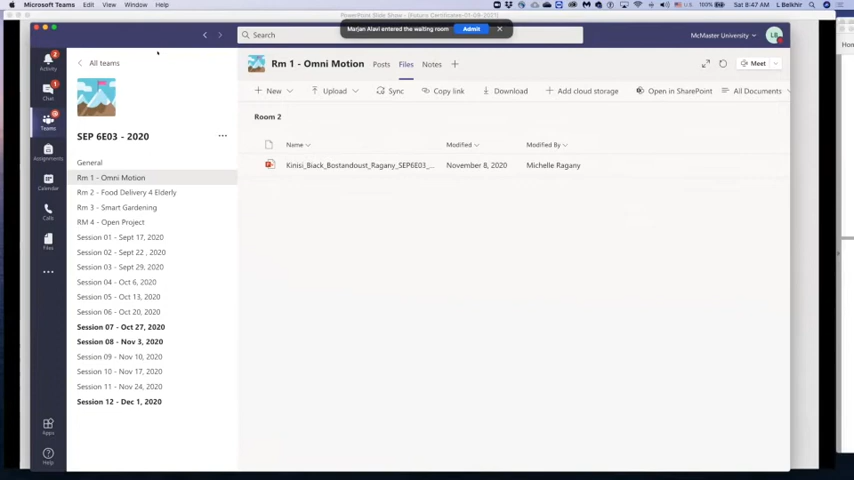 Microsoft Teams Edit View Window Help
100% Sat 8:47 AM
Marjan Alavi entered the waiting room Admit
Search
McMaster University
LB
Activity
Chat
Teams
Assignments
Calendar
Calls
Files
Apps
Help
All teams
SEP 6E03 - 2020
General
Rm 1 - Omni Motion
Rm 2 - Food Delivery 4 Elderly
Rm 3 - Smart Gardening
RM 4 - Open Project
Session 01 - Sept 17, 2020
Session 02 - Sept 22 , 2020
Session 03 - Sept 29, 2020
Session 04 - Oct 6, 2020
Session 05 - Oct 13, 2020
Session 06 - Oct 20, 2020
Session 07 - Oct 27, 2020
Session 08 - Nov 3, 2020
Session 09 - Nov 10, 2020
Session 10 - Nov 17, 2020
Session 11 - Nov 24, 2020
Session 12 - Dec 1, 2020
Rm 1 - Omni Motion Posts Files Notes Meet
New Upload Sync Copy link Download Add cloud storage Open in SharePoint All Documents
Room 2
Name Modified Modified By
Kinisi_Biack_Bostandoust_Ragany_SEP6E03_... November 8, 2020 Michelle Ragany